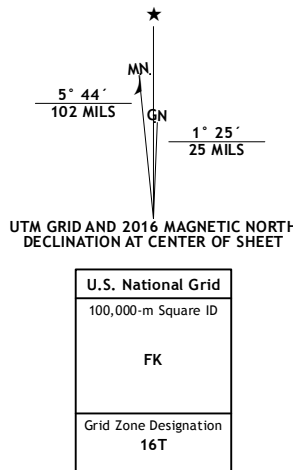 MN
5° 44´
102 MILS
GN
1° 25´
25 MILS
UTM GRID AND 2016 MAGNETIC NORTH
DECLINATION AT CENTER OF SHEET
U.S. National Grid
100,000-m Square ID
FK
Grid Zone Designation
16T